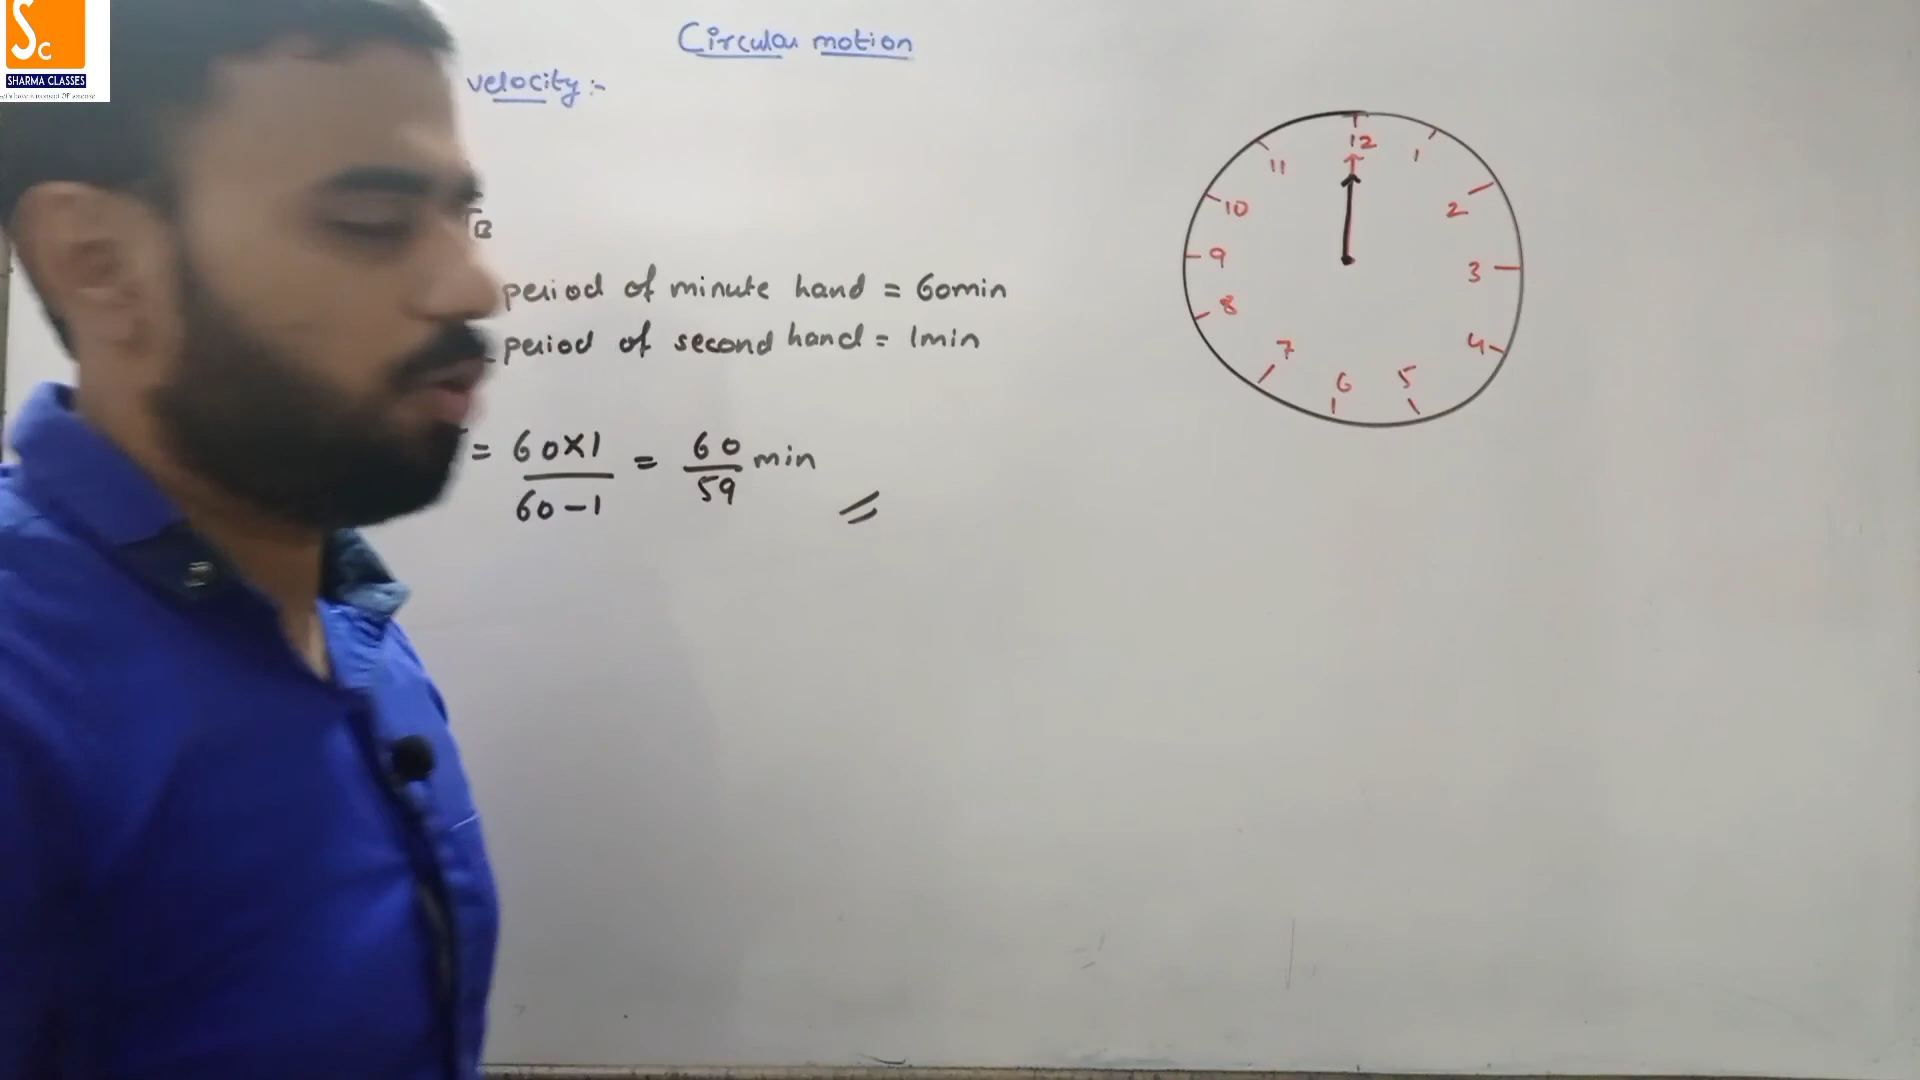 Sc
SHARMA CLASSES
Circular motion
velocity :-
B
period of minute hand = 60min
period of second hand = 1min
= 60×1 / 60-1 = 60/59 min
12
1
2
3
4
5
6
7
8
9
10
11